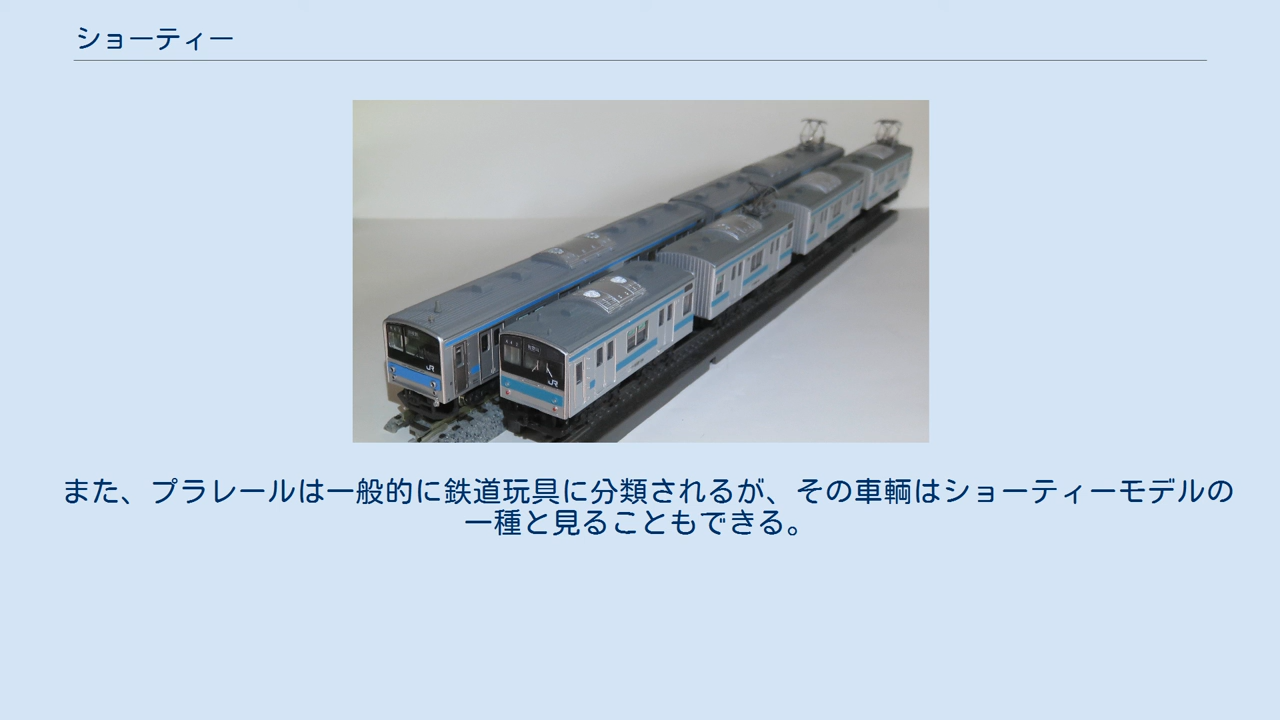 ショーティー
JR
JR
また、プラレールは一般的に鉄道玩具に分類されるが、その車輌はショーティーモデルの
一種と見ることもできる。